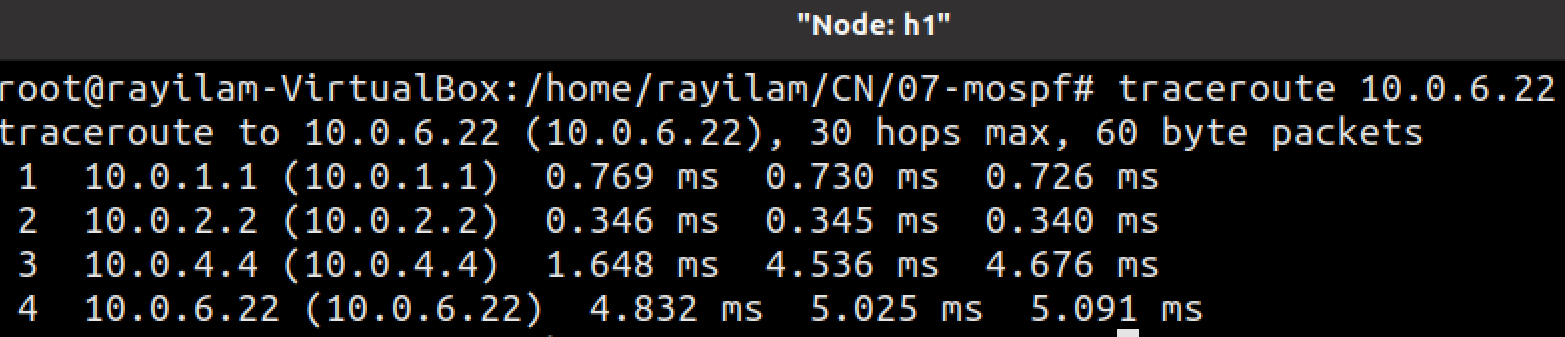 "Node: h1"
root@rayilam-VirtualBox:/home/rayilam/CN/07-mospf# traceroute 10.0.6.22
traceroute to 10.0.6.22 (10.0.6.22), 30 hops max, 60 byte packets
 1  10.0.1.1 (10.0.1.1)  0.769 ms  0.730 ms  0.726 ms
 2  10.0.2.2 (10.0.2.2)  0.346 ms  0.345 ms  0.340 ms
 3  10.0.4.4 (10.0.4.4)  1.648 ms  4.536 ms  4.676 ms
 4  10.0.6.22 (10.0.6.22)  4.832 ms  5.025 ms  5.091 ms